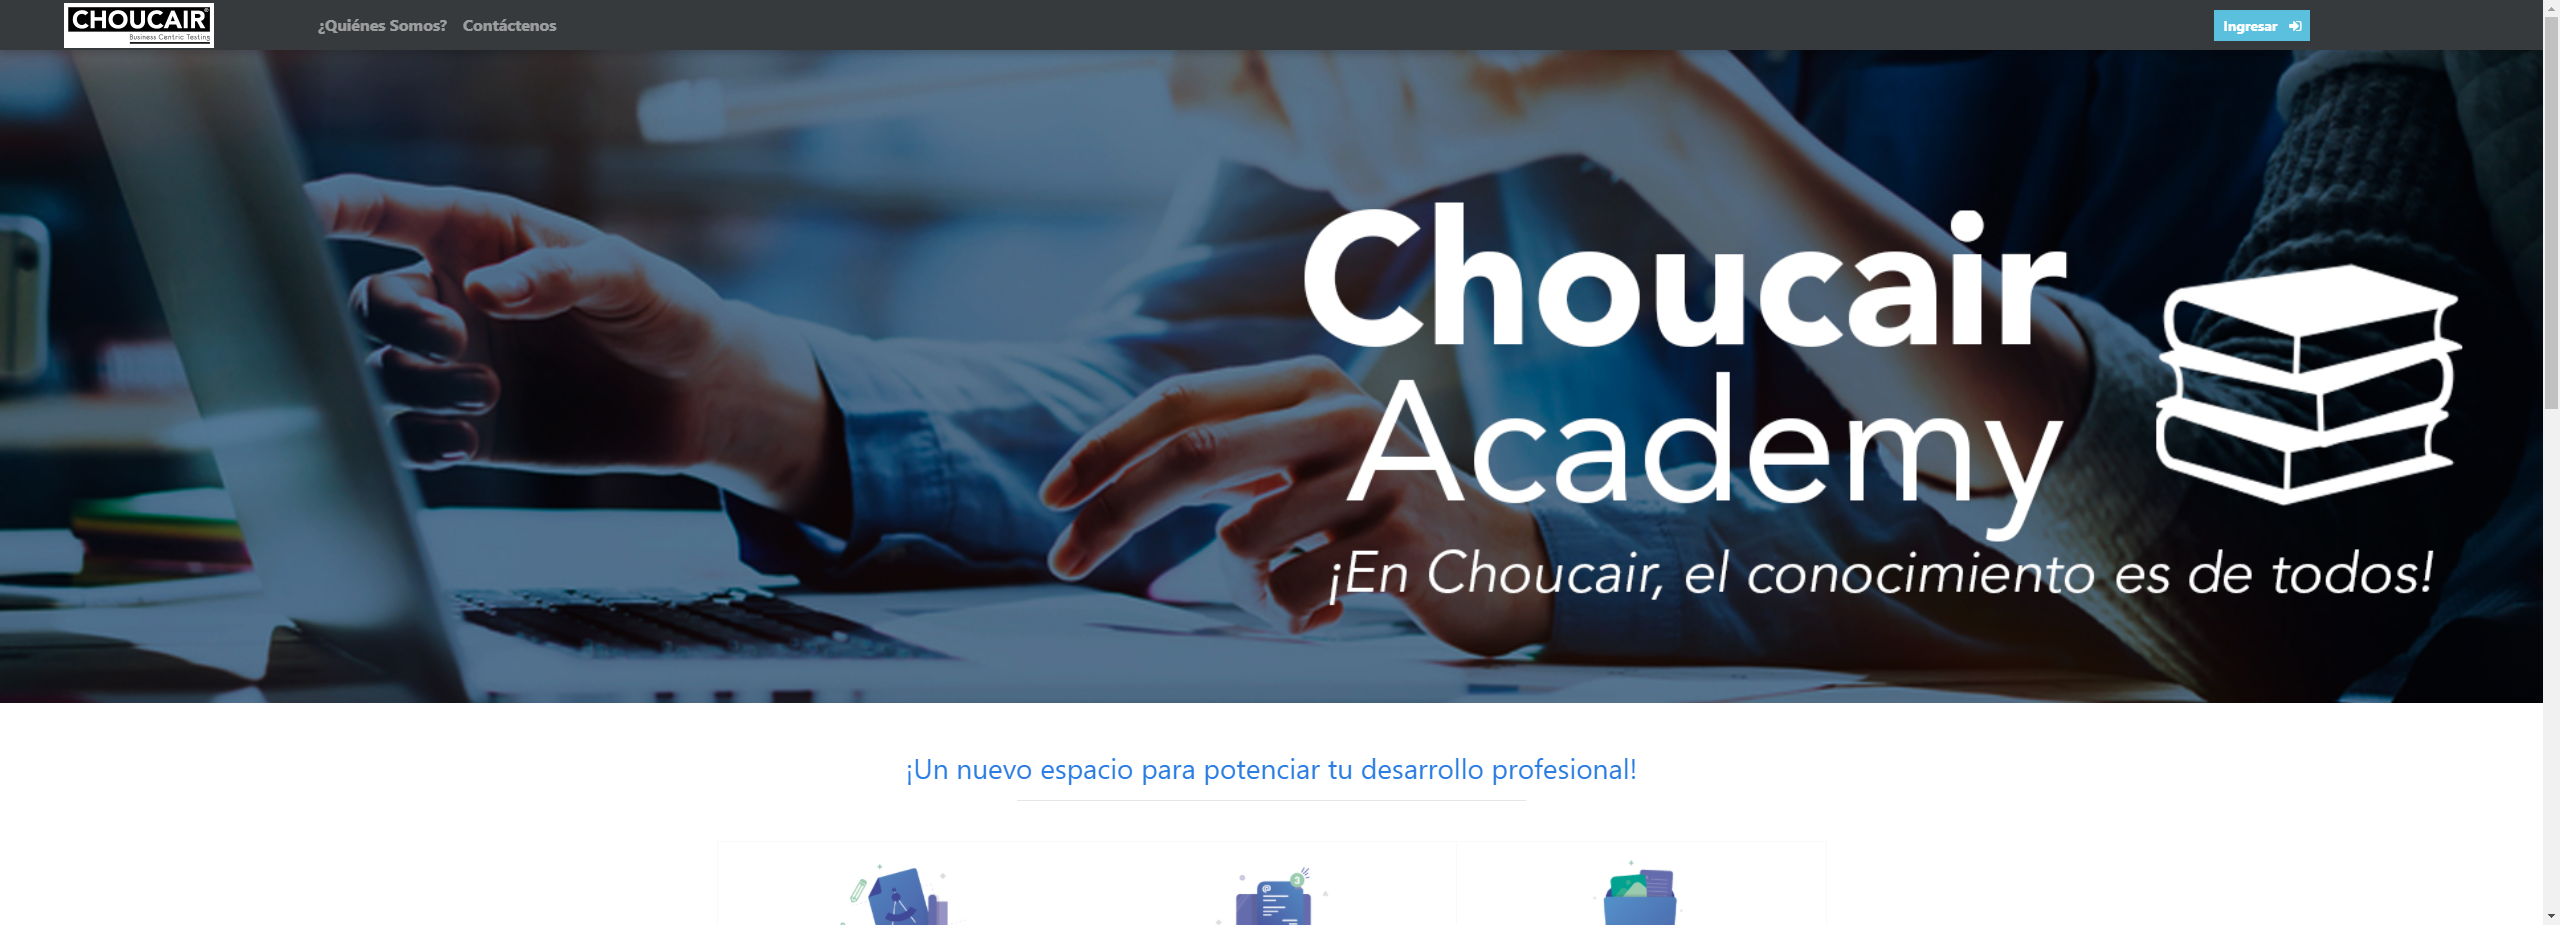 CHOUCAIR®
Business Centric Testing
¿Quiénes Somos?
Contáctenos
Ingresar
Choucair
Academy
¡En Choucair, el conocimiento es de todos!
¡Un nuevo espacio para potenciar tu desarrollo profesional!
@
3